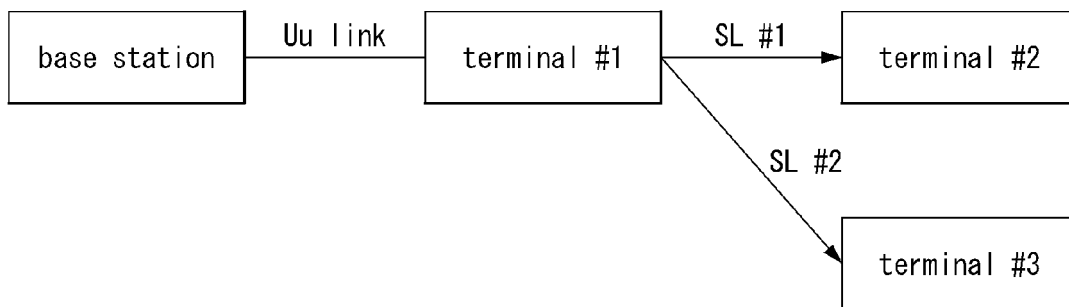 base station
Uu link
terminal #1
SL #1
terminal #2
SL #2
terminal #3